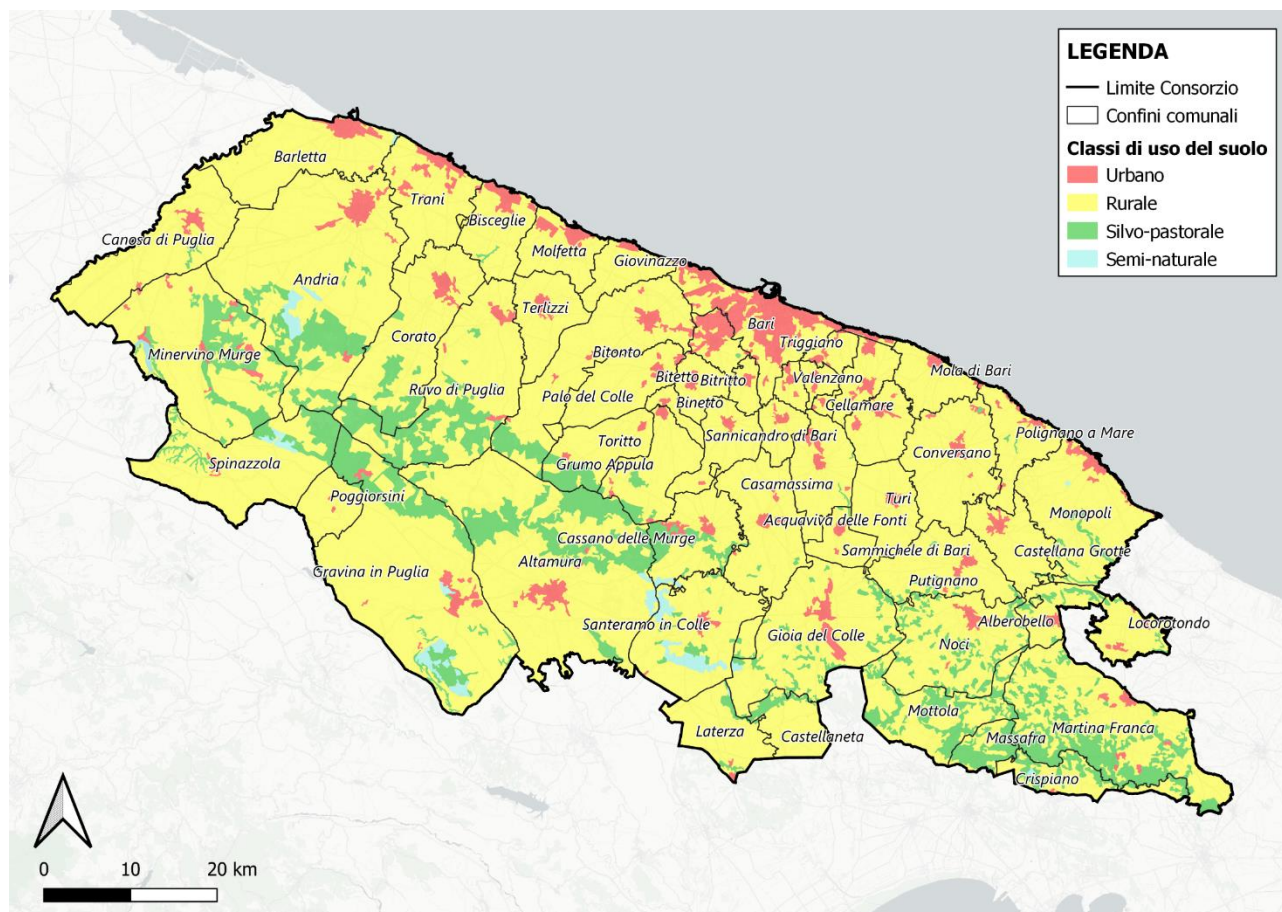 LEGENDA
Limite Consorzio
Confini comunali
Classi di uso del suolo
Urbano
Rurale
Silvo-pastorale
Semi-naturale
Barletta
Trani
Bisceglie
Canosa di Puglia
Molfetta
Giovinazzo
Andria
Terlizzi
Corato
Bari
Triggiano
Minervino Murge
Bitonto
Mola di Bari
Ruvo di Puglia
Bitetto
Bitritto
Valenzano
Palo del Colle
Binetto
Cellamare
Toritto
Sannicandro di Bari
Polignano a Mare
Spinazzola
Grumo Appula
Conversano
Poggiorsini
Casamassima
Turi
Monopoli
Acquaviva delle Fonti
Cassano delle Murge
Sammichele di Bari
Castellana Grotte
Gravina in Puglia
Altamura
Putignano
Santeramo in Colle
Gioia del Colle
Alberobello
Locorotondo
Noci
Mottola
Martina Franca
Laterza
Castellaneta
Massafra
Crispiano
0 10 20 km